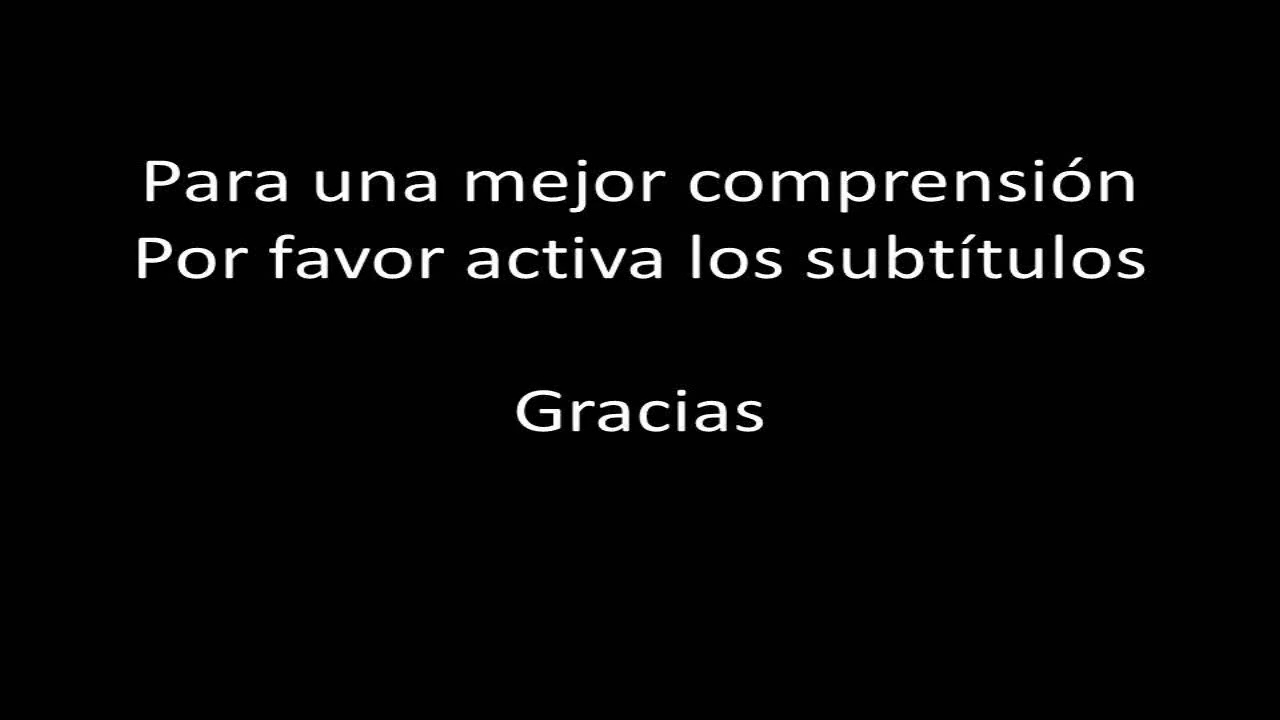 Para una mejor comprensión
Por favor activa los subtítulos
Gracias